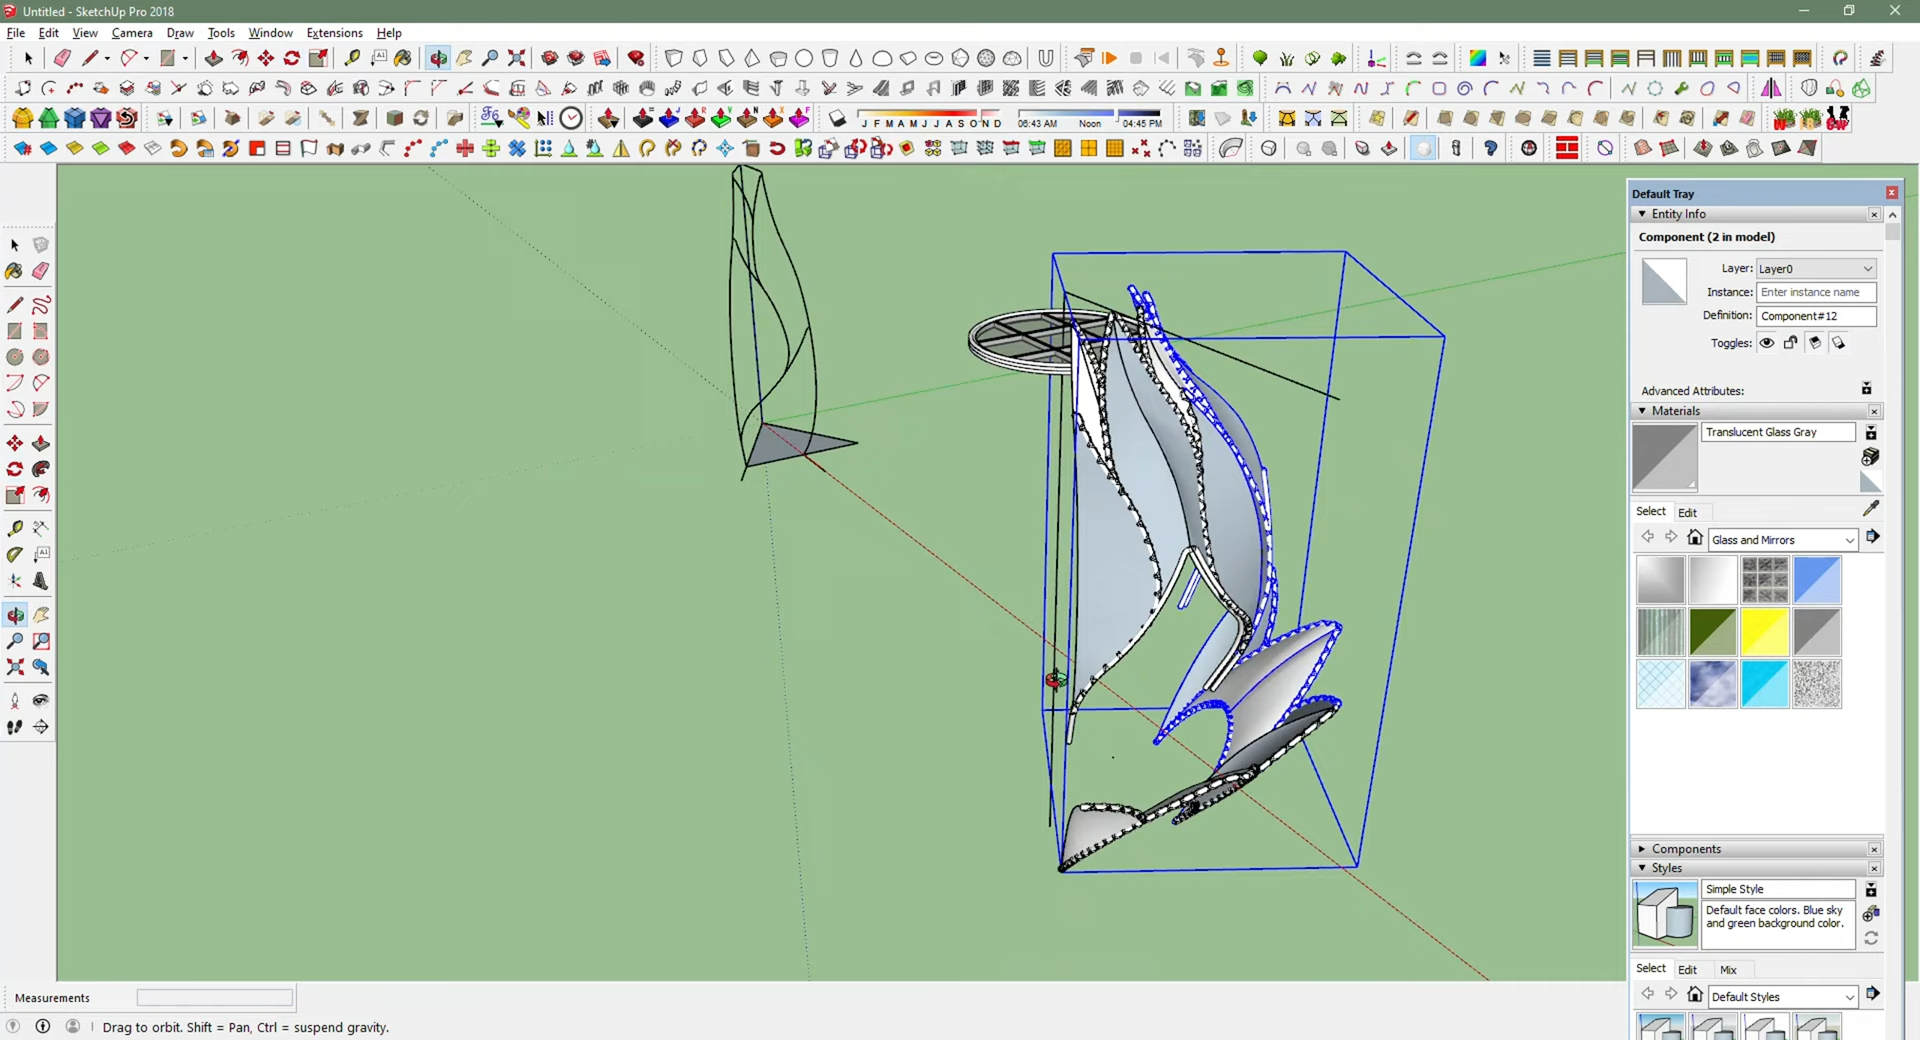 Untitled - SketchUp Pro 2018
File Edit View Camera Draw Tools Window Extensions Help
J F M A M J J A S O N D 06:43 AM Noon 04:45 PM
Default Tray
Entity Info
Component (2 in model)
Layer: Layer0
Instance: Enter instance name
Definition: Component#12
Toggles:
Advanced Attributes:
Materials
Translucent Glass Gray
Select Edit
Glass and Mirrors
Components
Styles
Simple Style
Default face colors. Blue sky
and green background color.
Select Edit Mix
Default Styles
Measurements
Drag to orbit. Shift = Pan, Ctrl = suspend gravity.